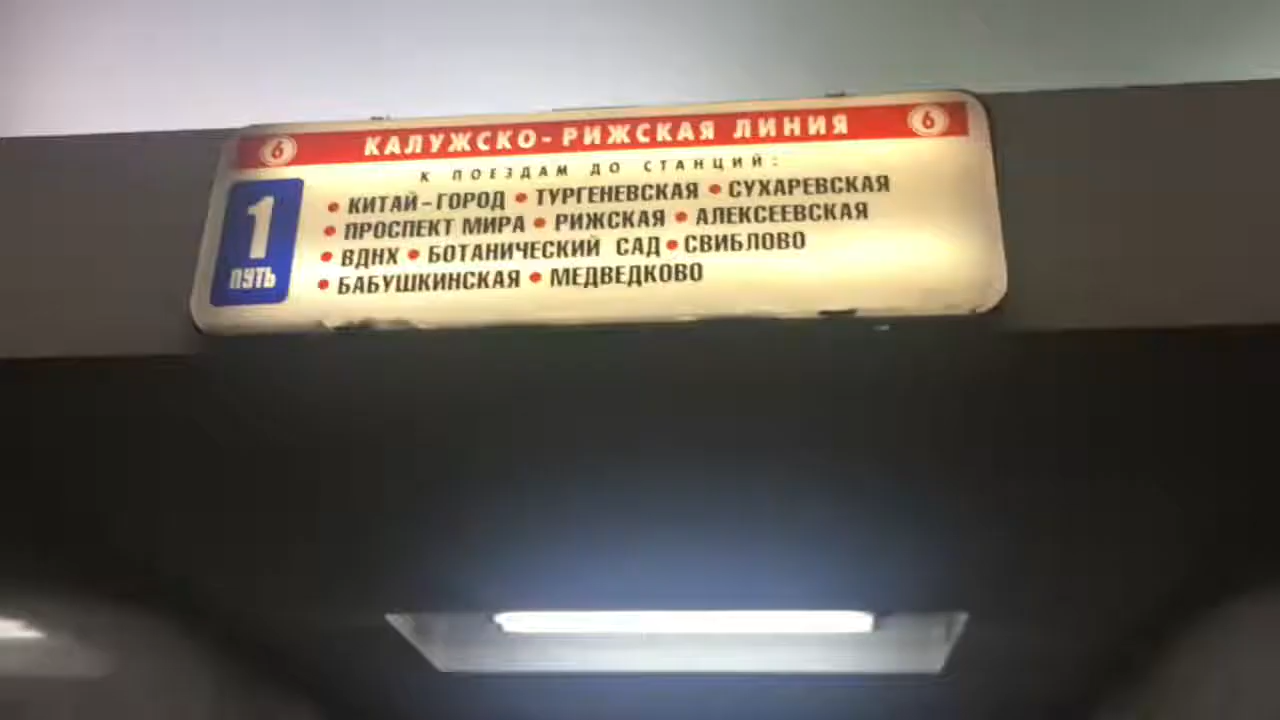 6 КАЛУЖСКО-РИЖСКАЯ ЛИНИЯ 6
К ПОЕЗДАМ ДО СТАНЦИЙ:
1 ПУТЬ
• КИТАЙ-ГОРОД • ТУРГЕНЕВСКАЯ • СУХАРЕВСКАЯ
• ПРОСПЕКТ МИРА • РИЖСКАЯ • АЛЕКСЕЕВСКАЯ
• ВДНХ • БОТАНИЧЕСКИЙ САД • СВИБЛОВО
• БАБУШКИНСКАЯ • МЕДВЕДКОВО